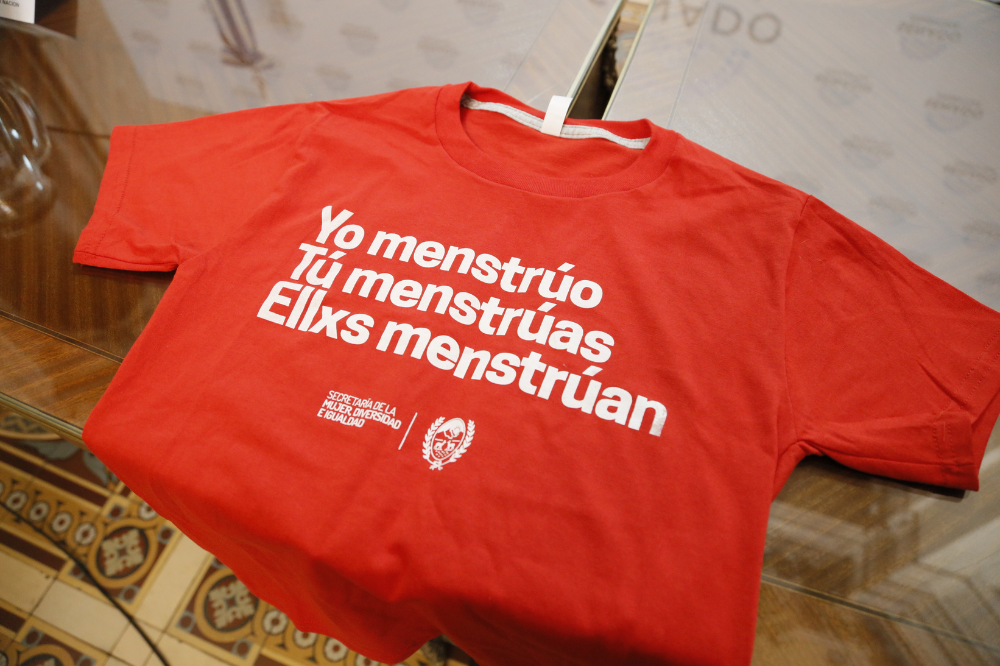 Yo menstrúo
Tú menstrúas
Ellxs menstrúan
SECRETARÍA DE LA
MUJER, DIVERSIDAD
E IGUALDAD